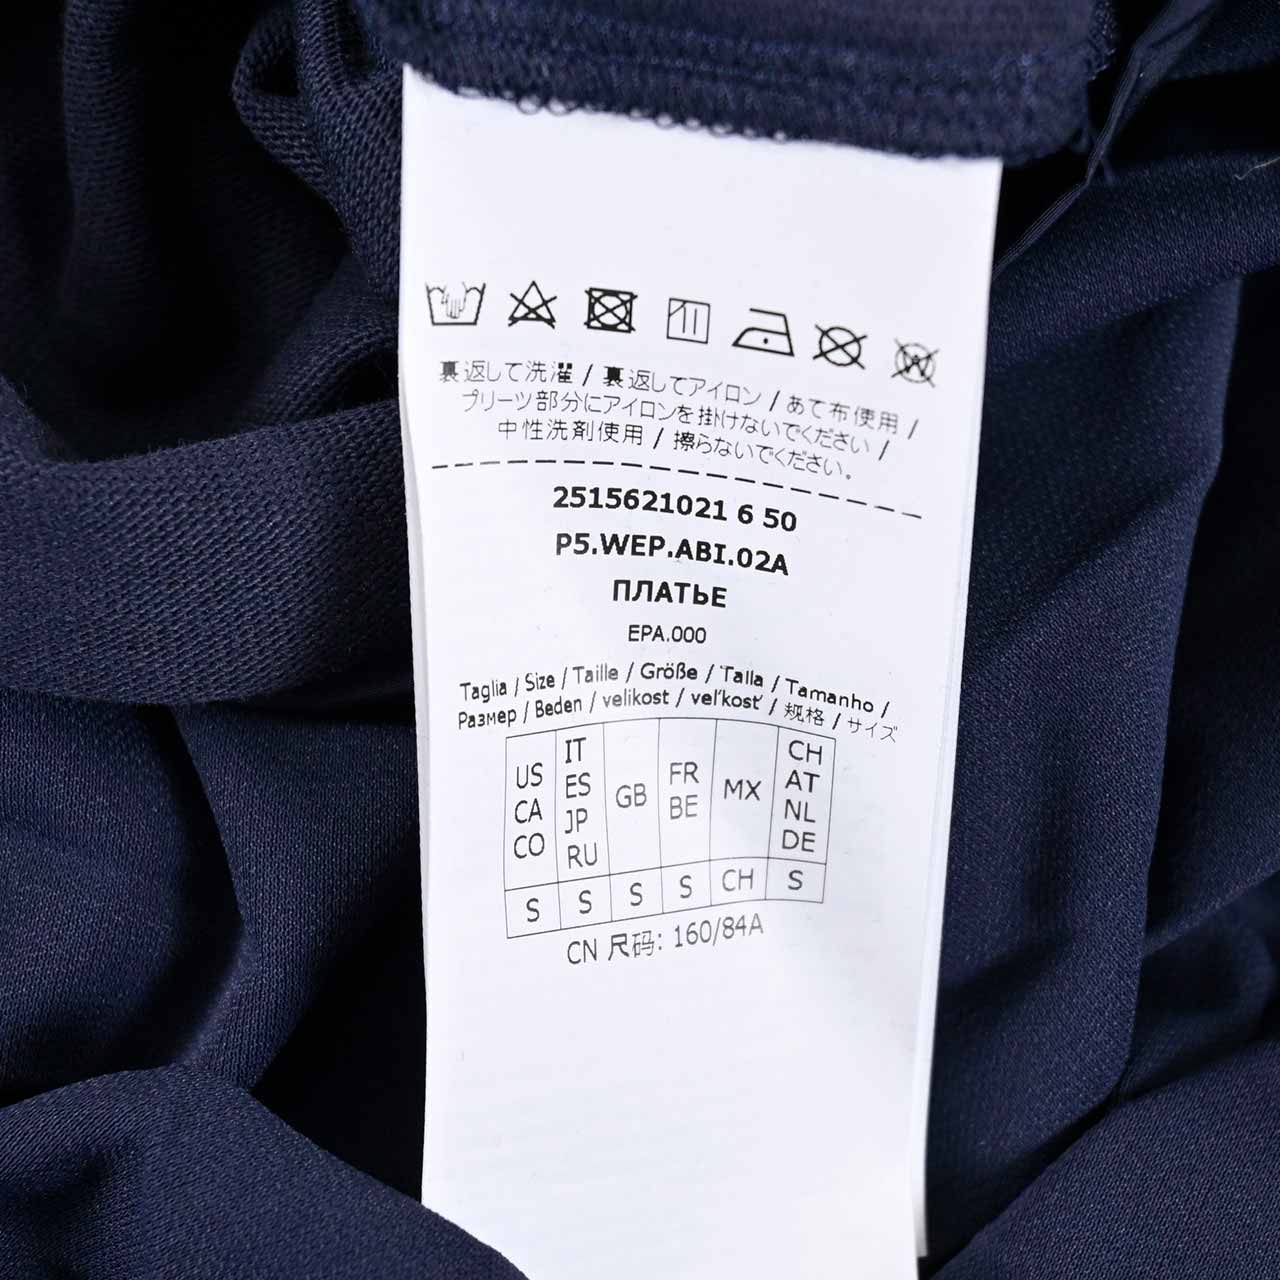 裏返して洗濯 / 裏返してアイロン / あて布使用 /
プリーツ部分にアイロンを掛けないでください /
中性洗剤使用 / 擦らないでください。
2515621021 6 50
P5.WEP.ABI.02A
ПЛАТЬЕ
EPA.000
Taglia / Size / Taille / Größe / Talla / Tamanho /
Размер / Beden / velikost / veľkosť / 规格 / サイズ
US CA CO
IT ES JP RU
GB
FR BE
MX
CH AT NL DE
S S S S CH S
CN 尺码: 160/84A